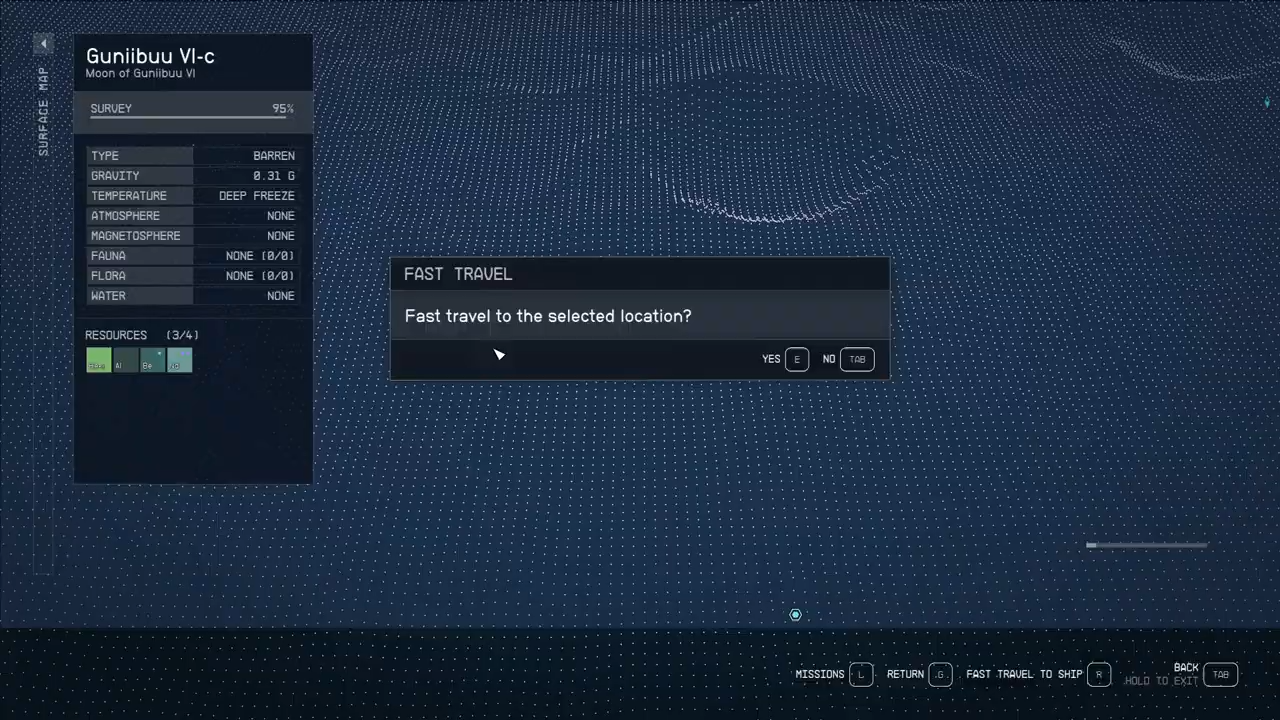 Guniibuu VI-c
Moon of Guniibuu VI
SURFACE MAP
SURVEY 95%
TYPE BARREN
GRAVITY 0.31 G
TEMPERATURE DEEP FREEZE
ATMOSPHERE NONE
MAGNETOSPHERE NONE
FAUNA NONE (0/0)
FLORA NONE (0/0)
WATER NONE
RESOURCES (3/4)
Al Be Nd
FAST TRAVEL
Fast travel to the selected location?
YES E NO TAB
MISSIONS L RETURN G FAST TRAVEL TO SHIP R BACK TAB
HOLD TO EXIT